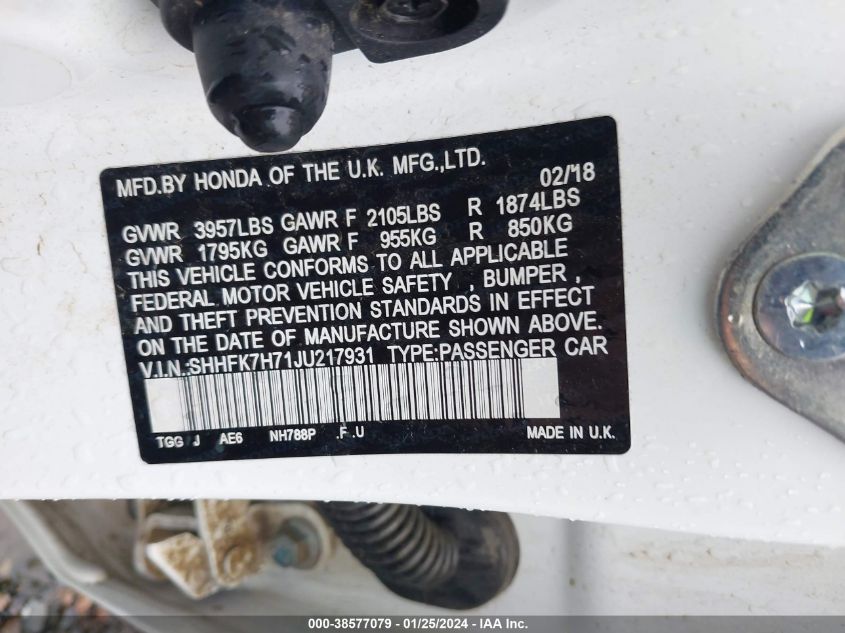 MFD.BY HONDA OF THE U.K. MFG.,LTD. 02/'18
GVWR 3957LBS GAWR F 2105LBS R 1874LBS
GVWR 1795KG GAWR F 955KG R 850KG
THIS VEHICLE CONFORMS TO ALL APPLICABLE
FEDERAL MOTOR VEHICLE SAFETY , BUMPER ,
AND THEFT PREVENTION STANDARDS IN EFFECT
ON THE DATE OF MANUFACTURE SHOWN ABOVE.
V.I.N.:SHHFK7H71JU217931 TYPE:PASSENGER CAR
TGG J AE6 NH788P .F .U MADE IN U.K.
000-38577079 - 01/25/2024 - IAA Inc.